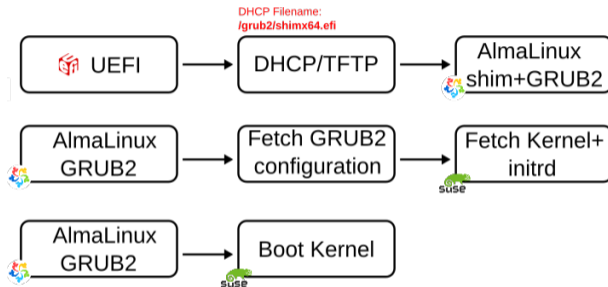 DHCP Filename:
/grub2/shimx64.efi
UEFI
DHCP/TFTP
AlmaLinux
shim+GRUB2
AlmaLinux
GRUB2
Fetch GRUB2
configuration
Fetch Kernel+
initrd
suse
AlmaLinux
GRUB2
Boot Kernel
suse